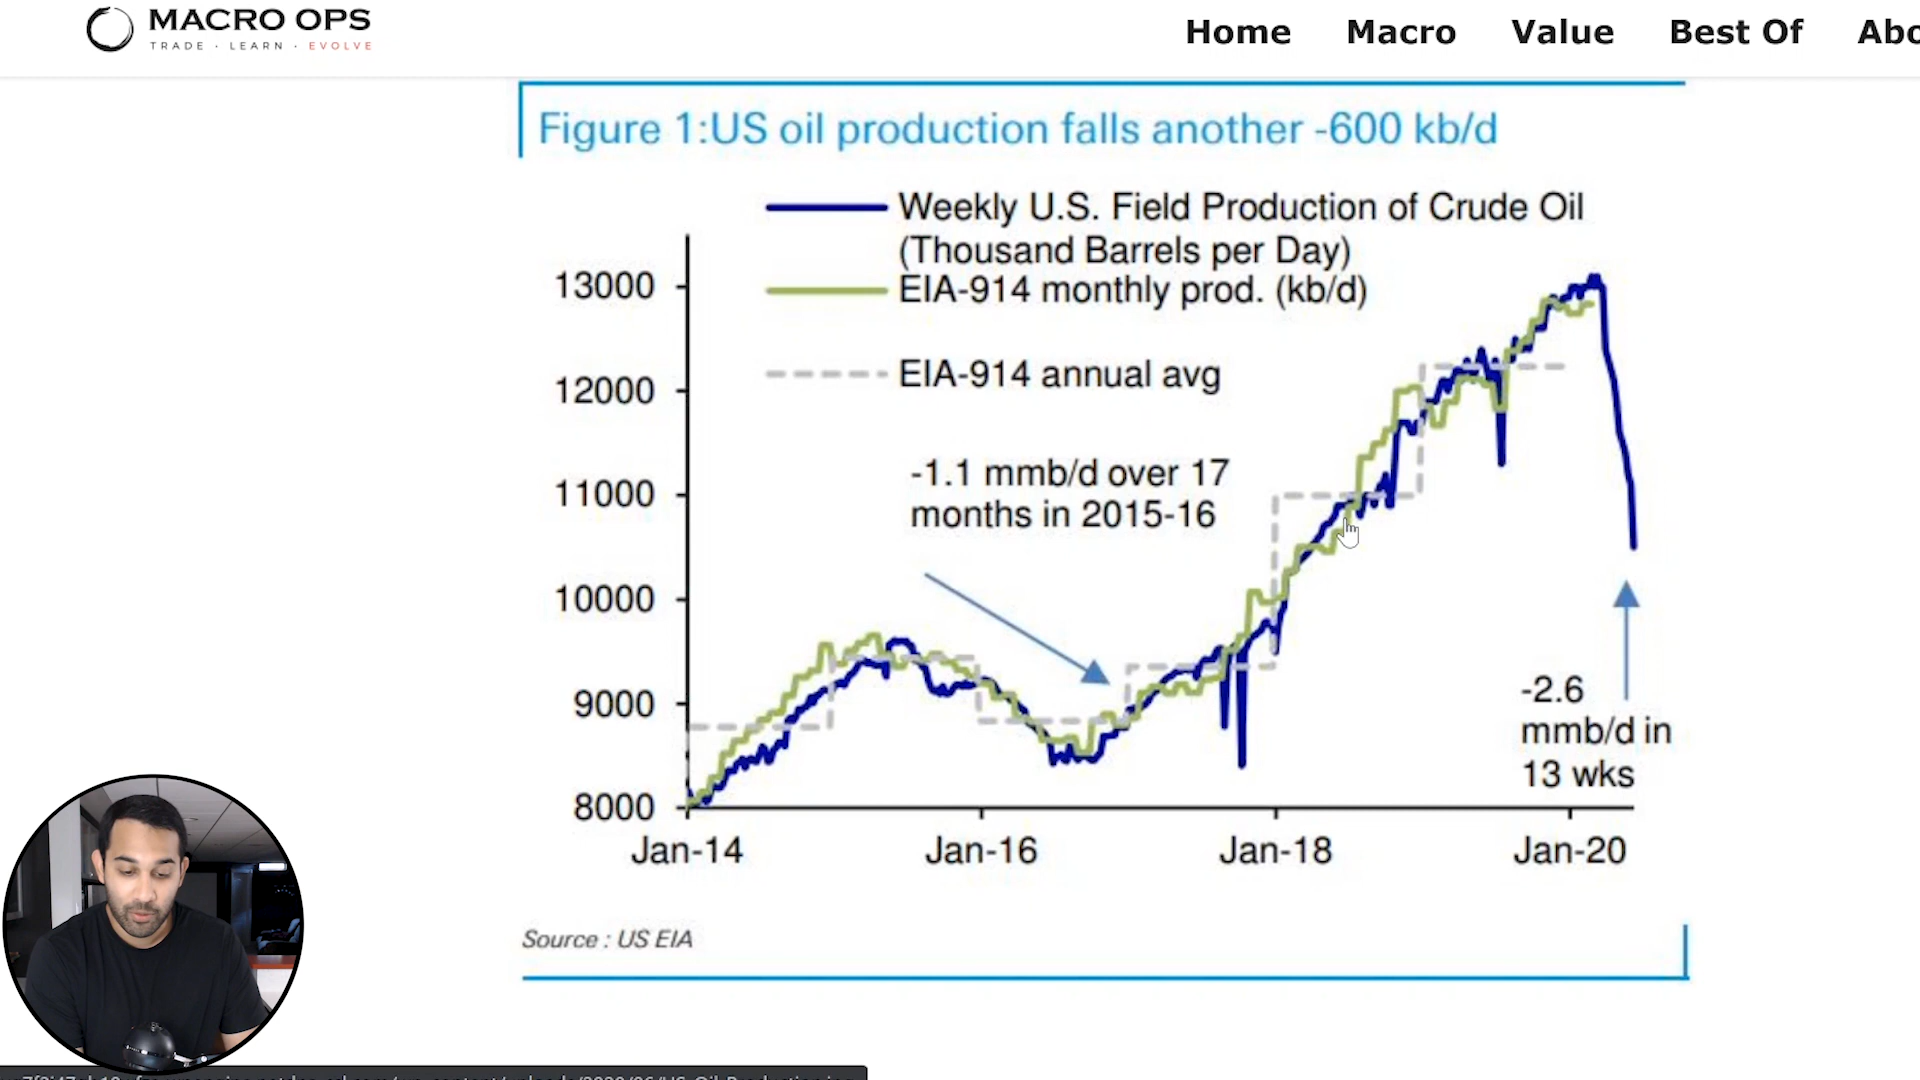 MACRO OPS
TRADE · LEARN · EVOLVE
Home Macro Value Best Of Abo
Figure 1:US oil production falls another -600 kb/d
Weekly U.S. Field Production of Crude Oil
(Thousand Barrels per Day)
EIA-914 monthly prod. (kb/d)
EIA-914 annual avg
13000
12000
11000
10000
9000
8000
-1.1 mmb/d over 17
months in 2015-16
-2.6
mmb/d in
13 wks
Jan-14 Jan-16 Jan-18 Jan-20
Source : US EIA